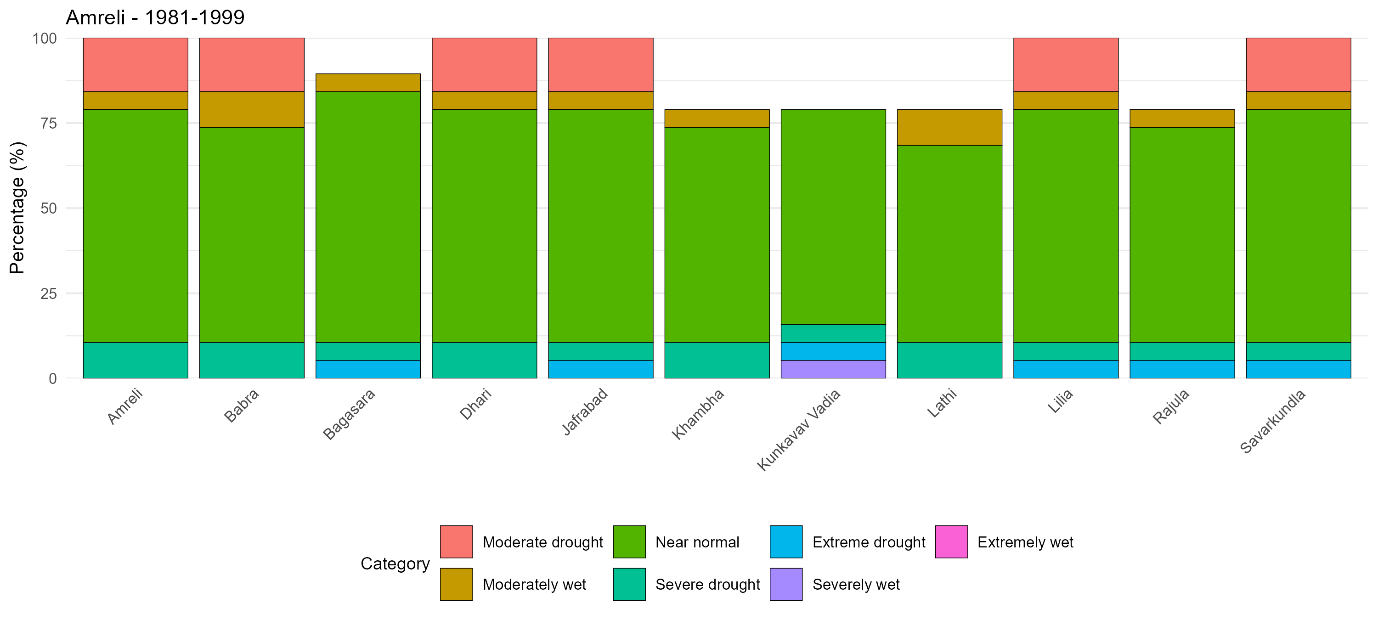 Amreli - 1981-1999
Percentage (%)
100
75
50
25
0
Amreli
Babra
Bagasara
Dhari
Jafrabad
Khambha
Kunkavav Vadia
Lathi
Lilia
Rajula
Savarkundla
Category
Moderate drought
Near normal
Extreme drought
Extremely wet
Moderately wet
Severe drought
Severely wet